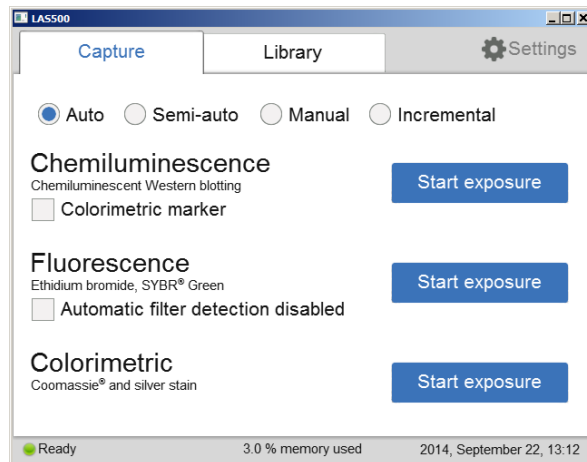 LAS500
Capture Library Settings
Auto Semi-auto Manual Incremental
Chemiluminescence
Chemiluminescent Western blotting
Start exposure
Colorimetric marker
Fluorescence
Ethidium bromide, SYBR® Green
Start exposure
Automatic filter detection disabled
Colorimetric
Coomassie® and silver stain
Start exposure
Ready 3.0 % memory used 2014, September 22, 13:12